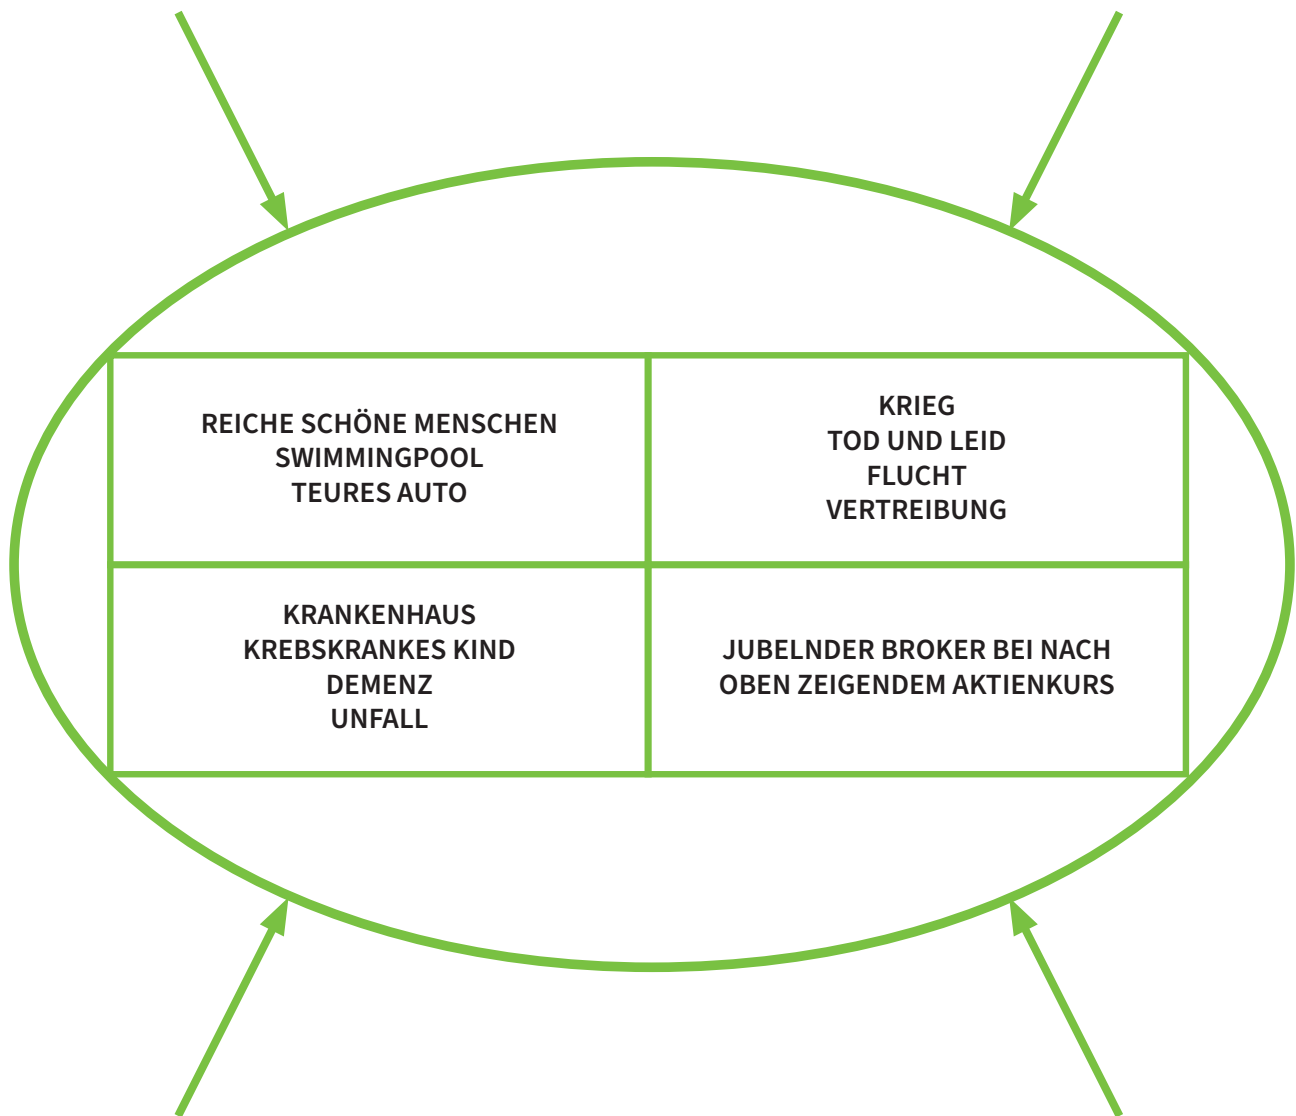 REICHE SCHÖNE MENSCHEN
SWIMMINGPOOL
TEURES AUTO
KRIEG
TOD UND LEID
FLUCHT
VERTREIBUNG
KRANKENHAUS
KREBSKRANKES KIND
DEMENZ
UNFALL
JUBELNDER BROKER BEI NACH
OBEN ZEIGENDEM AKTIENKURS